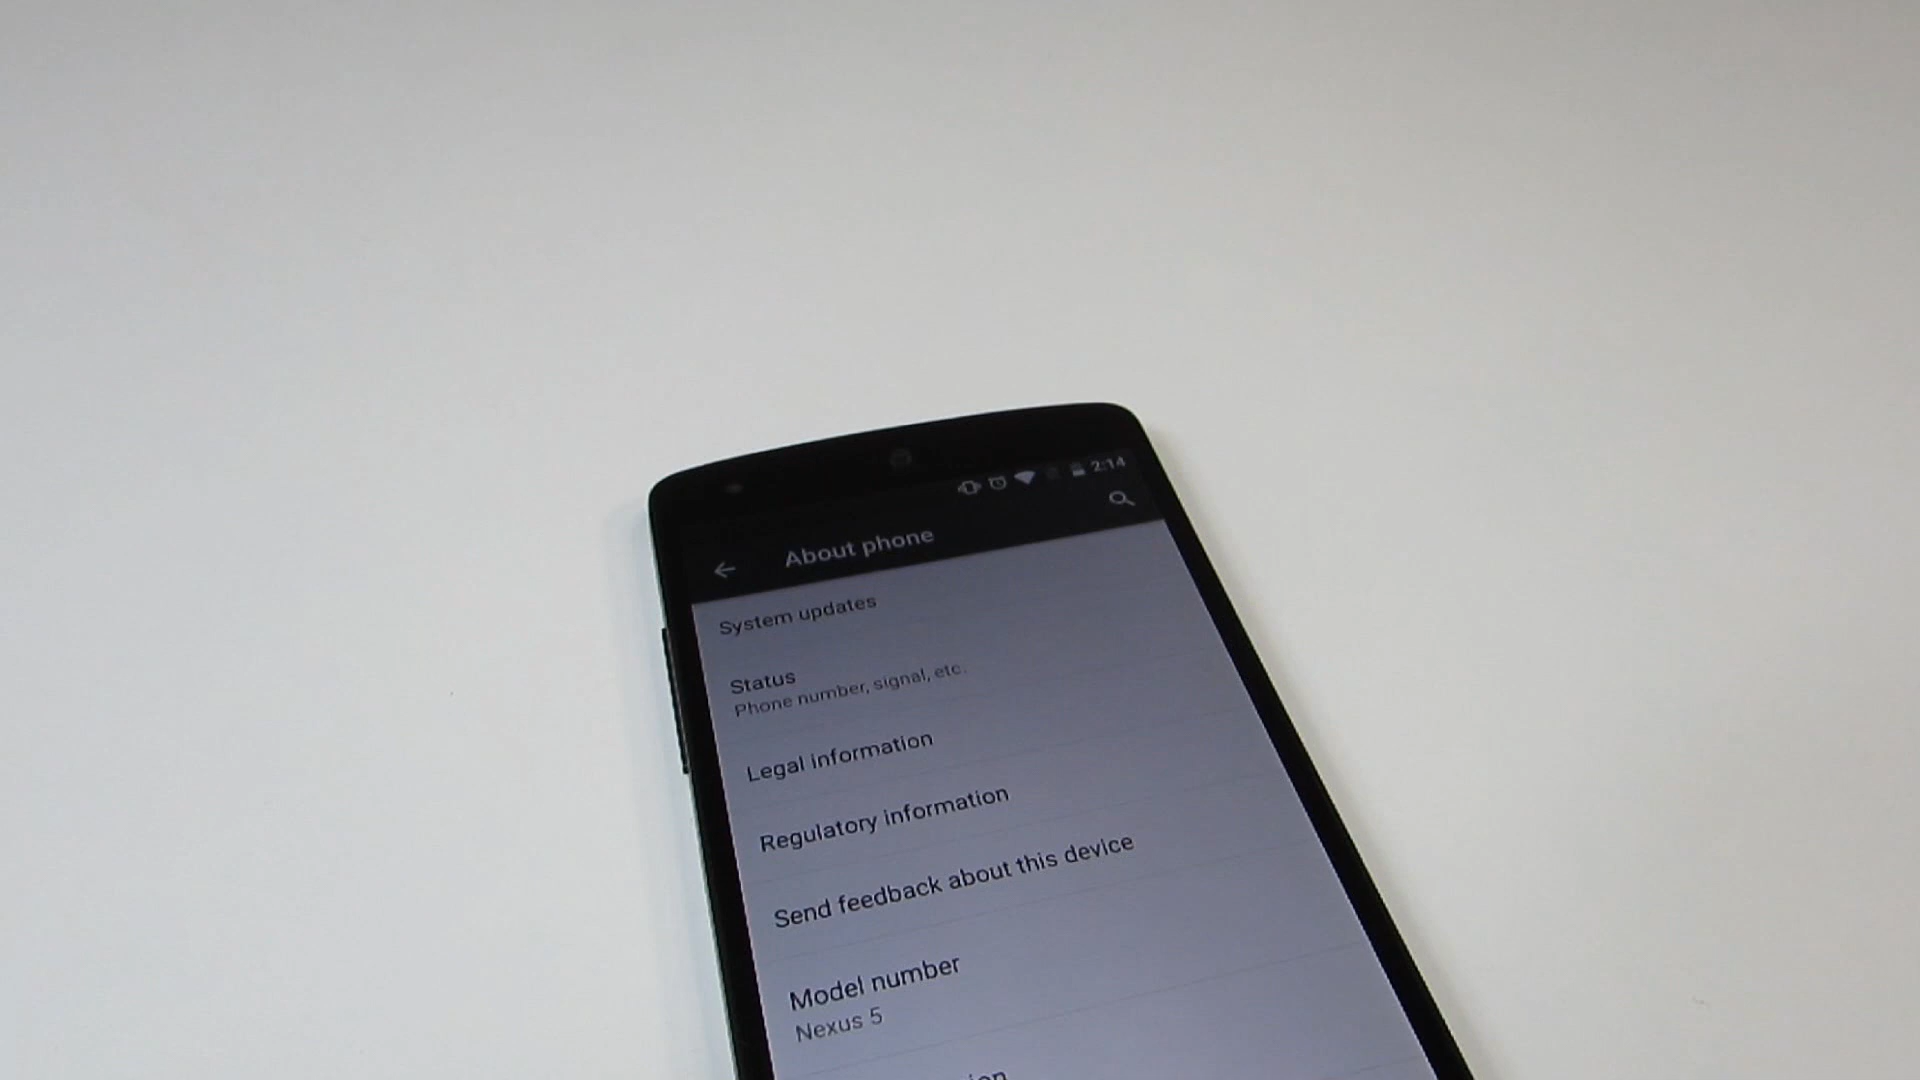 2:14
About phone
System updates
Status
Phone number, signal, etc.
Legal information
Regulatory information
Send feedback about this device
Model number
Nexus 5